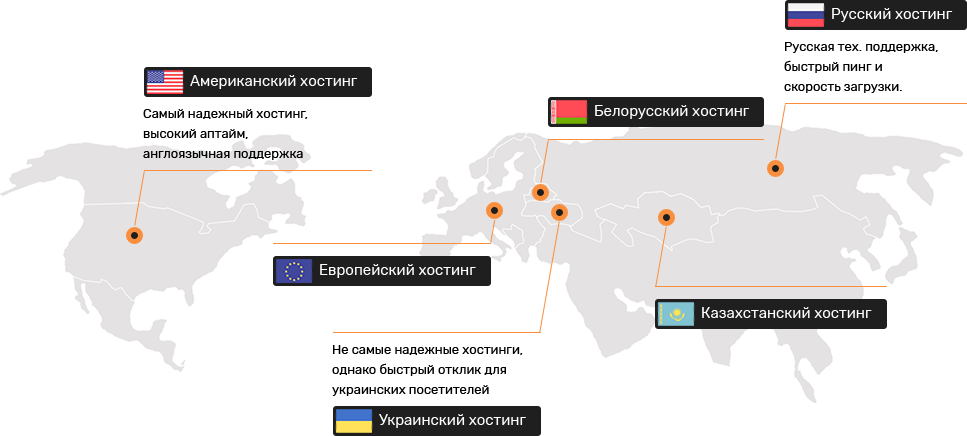 Русский хостинг
Русская тех. поддержка,
быстрый пинг и
скорость загрузки.
Американский хостинг
Самый надежный хостинг,
высокий аптайм,
англоязычная поддержка
Белорусский хостинг
Европейский хостинг
Казахстанский хостинг
Не самые надежные хостинги,
однако быстрый отклик для
украинских посетителей
Украинский хостинг